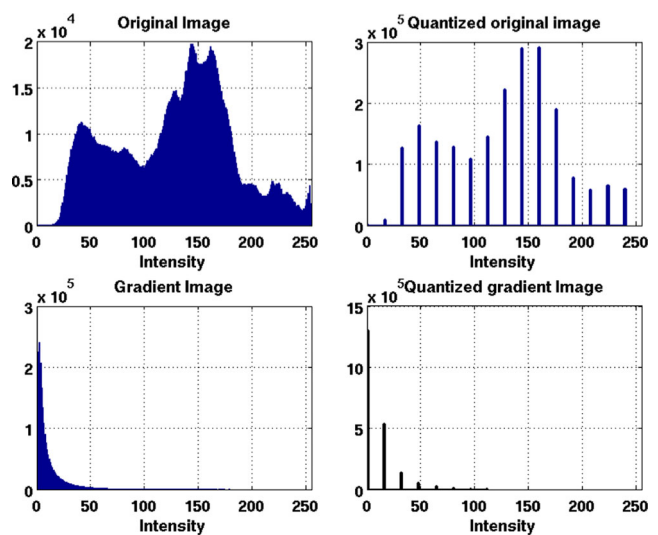 Original Image
x 10^4
2
1.5
1
0.5
0
0 50 100 150 200 250
Intensity
x 10^5 Quantized original image
3
2
1
0
0 50 100 150 200 250
Intensity
Gradient Image
x 10^5
3
2
1
0
0 50 100 150 200 250
Intensity
x 10^5 Quantized gradient Image
15
10
5
0
0 50 100 150 200 250
Intensity